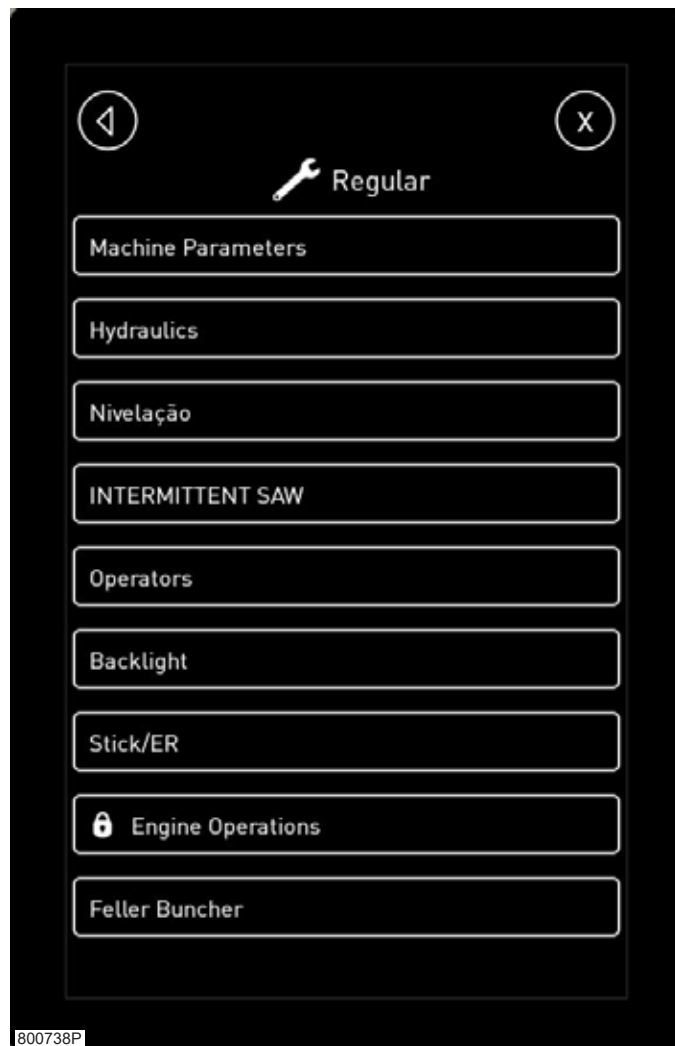 X
Regular
Machine Parameters
Hydraulics
Nivelação
INTERMITTENT SAW
Operators
Backlight
Stick/ER
Engine Operations
Feller Buncher
800738P